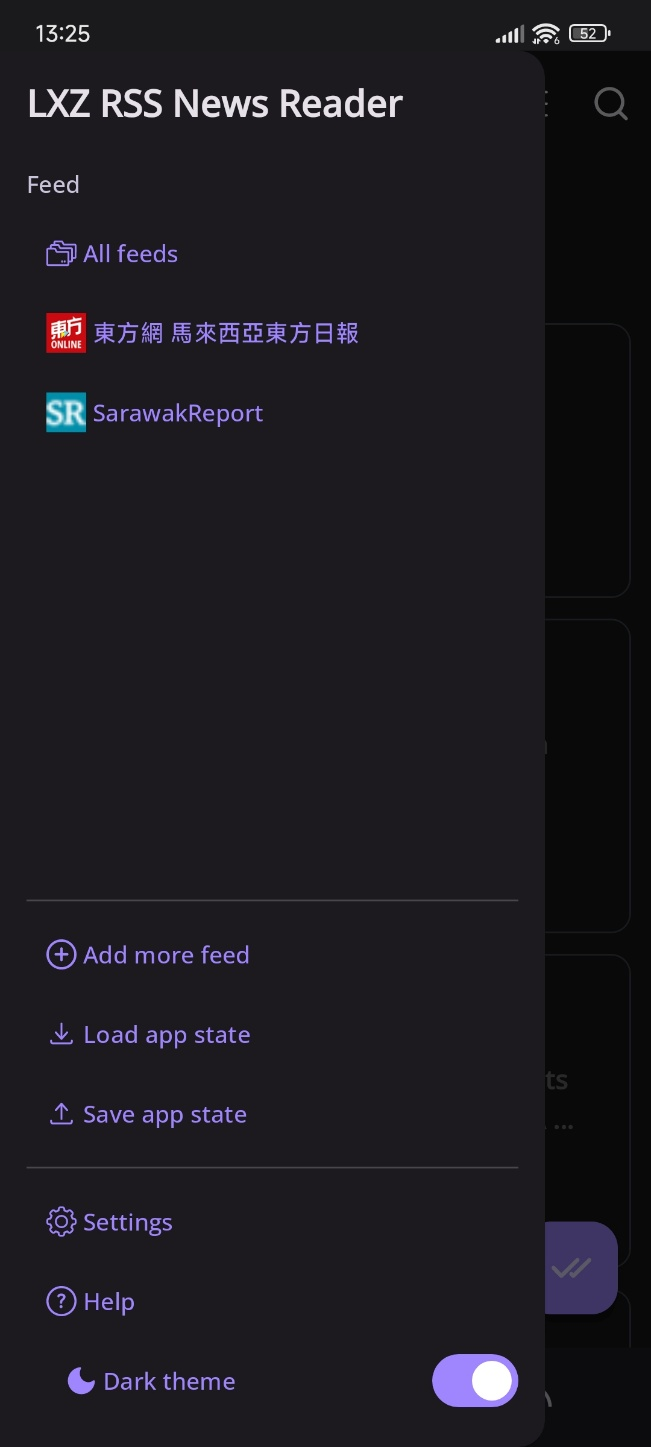 13:25
52
6
LXZ RSS News Reader
Feed
All feeds
東方 ONLINE
東方網 馬來西亞東方日報
SR
SarawakReport
Add more feed
Load app state
ts
...
Save app state
Settings
? Help
Dark theme